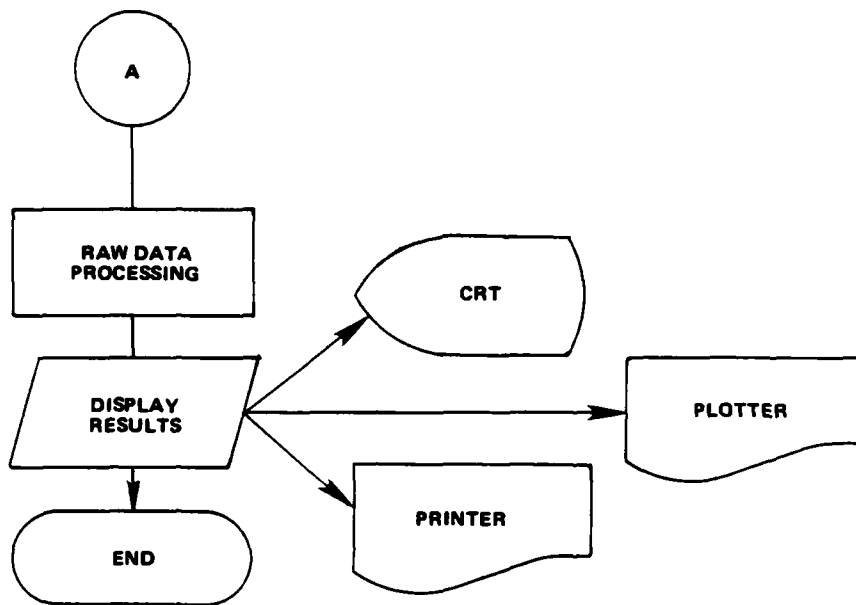 A
RAW DATA
PROCESSING
CRT
DISPLAY
RESULTS
PLOTTER
PRINTER
END